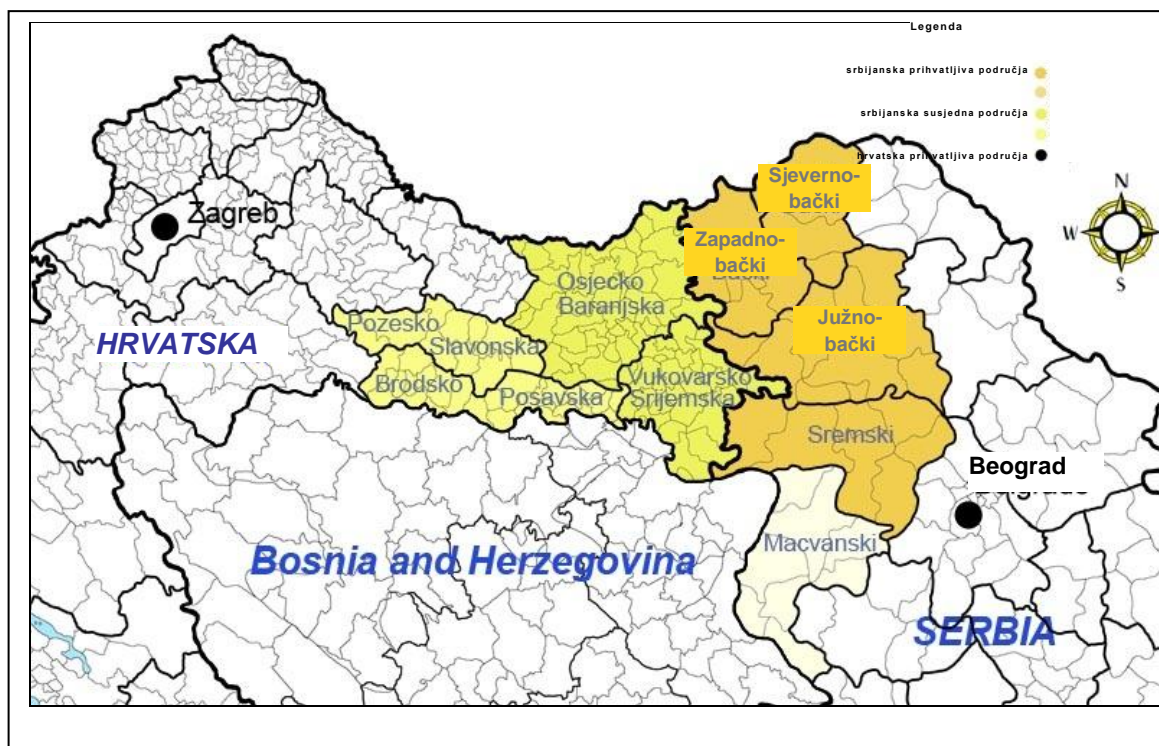 Legenda
srbijanska prihvatljiva područja
srbijanska susjedna područja
hrvatska prihvatljiva područja
N
W
E
S
Sjeverno-
bački
Zagreb
Zapadno-
bački
Osjecko
Baranjska
Južno-
bački
HRVATSKA
Pozesko
Slavonska
Brodsko
Posavska
Vukovarsko
Srijemska
Sremski
Beograd
Macvanski
Bosnia and Herzegovina
SERBIA